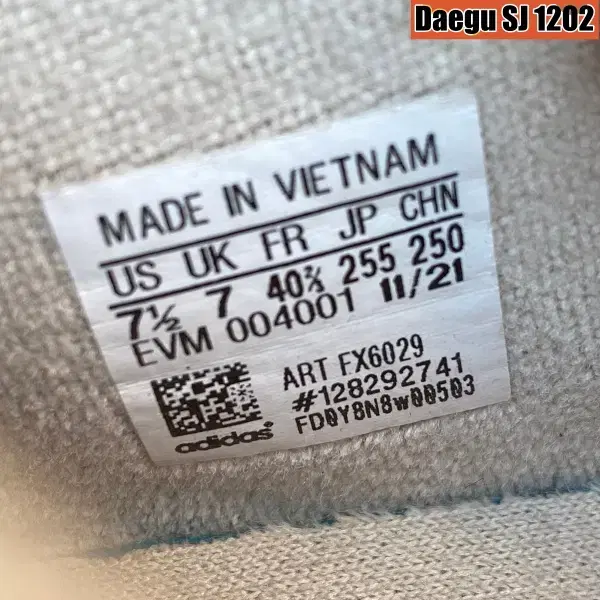 Daegu SJ 1202
MADE IN VIETNAM
US UK FR JP CHN
7½ 7 40⅔ 255 250
EVM 004001 11/21
ART FX6029
#128292741
FD0Y8N8w00503
adidas